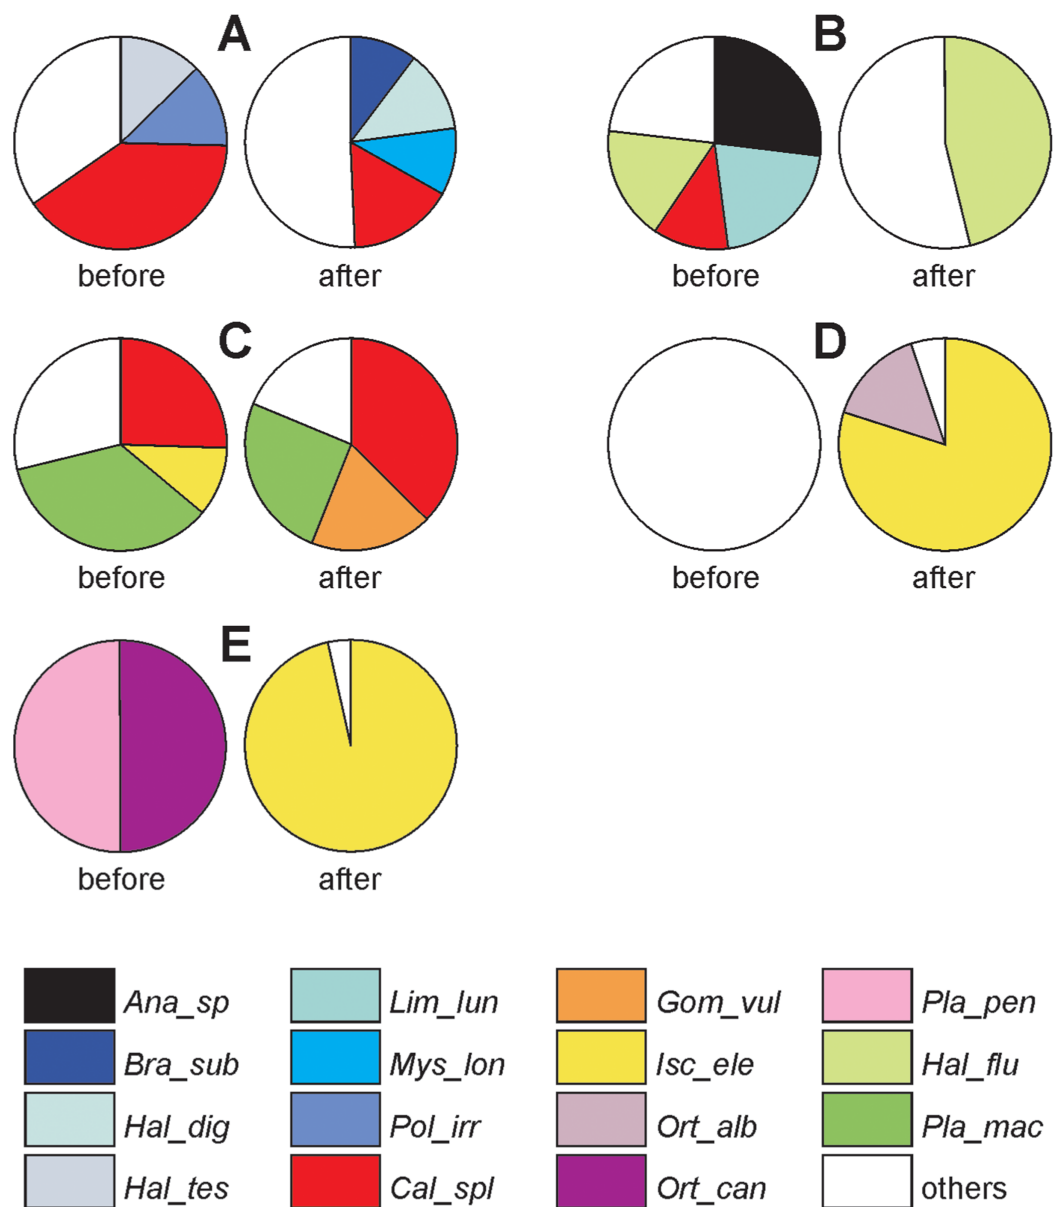 A B
before after before after
C D
before after before after
E
before after
Ana_sp Lim_lun Gom_vul Pla_pen
Bra_sub Mys_lon Isc_ele Hal_flu
Hal_dig Pol_irr Ort_alb Pla_mac
Hal_tes Cal_spl Ort_can others